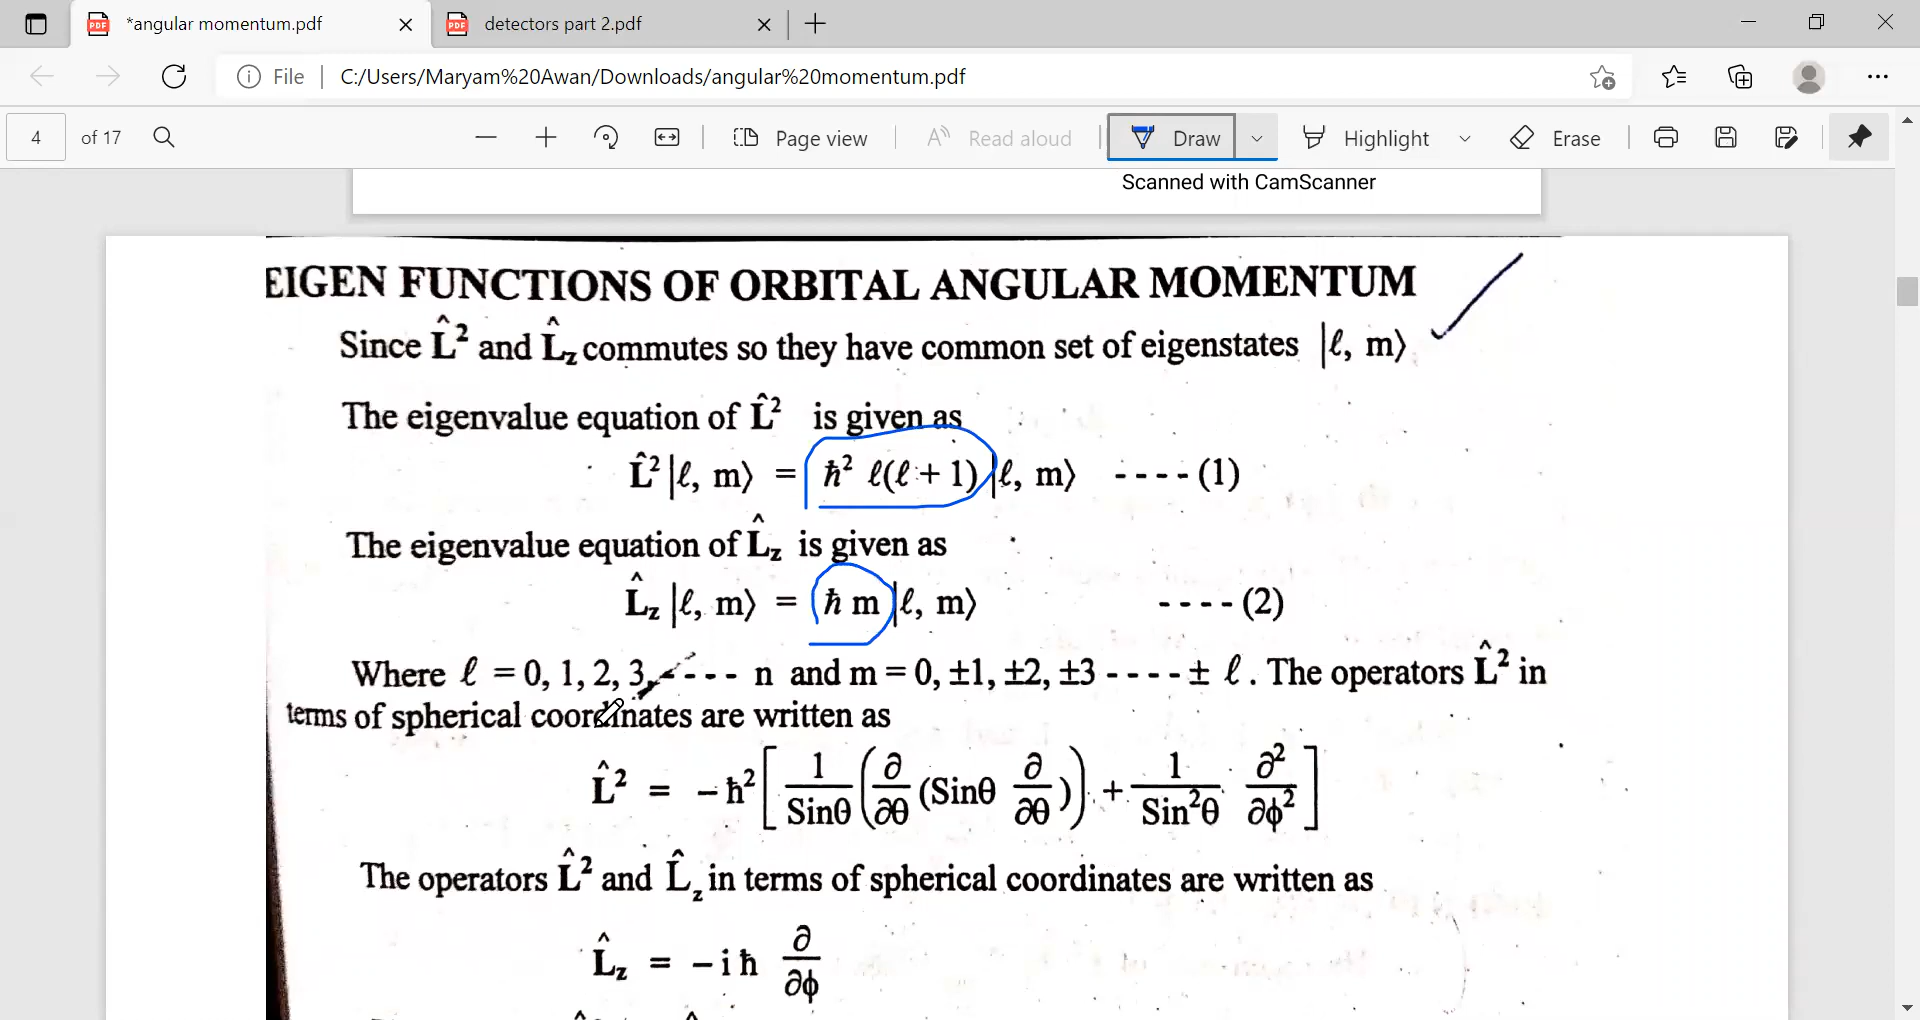 *angular momentum.pdf
detectors part 2.pdf
File
C:/Users/Maryam%20Awan/Downloads/angular%20momentum.pdf
4 of 17
Page view
Read aloud
Draw
Highlight
Erase
Scanned with CamScanner
EIGEN FUNCTIONS OF ORBITAL ANGULAR MOMENTUM
Since L̂² and L̂z commutes so they have common set of eigenstates |ℓ, m⟩
The eigenvalue equation of L̂² is given as
L̂² |ℓ, m⟩ = ħ² ℓ(ℓ + 1) |ℓ, m⟩ ----(1)
The eigenvalue equation of L̂z is given as
L̂z |ℓ, m⟩ = ħ m |ℓ, m⟩ ----(2)
Where ℓ = 0, 1, 2, 3, ---- n and m = 0, ±1, ±2, ±3 ---- ± ℓ . The operators L̂² in
terms of spherical coordinates are written as
L̂² = −ħ² [ 1/Sinθ ( ∂/∂θ (Sinθ ∂/∂θ) ) + 1/Sin²θ ∂²/∂ϕ² ]
The operators L̂² and L̂z in terms of spherical coordinates are written as
L̂z = −iħ ∂/∂ϕ